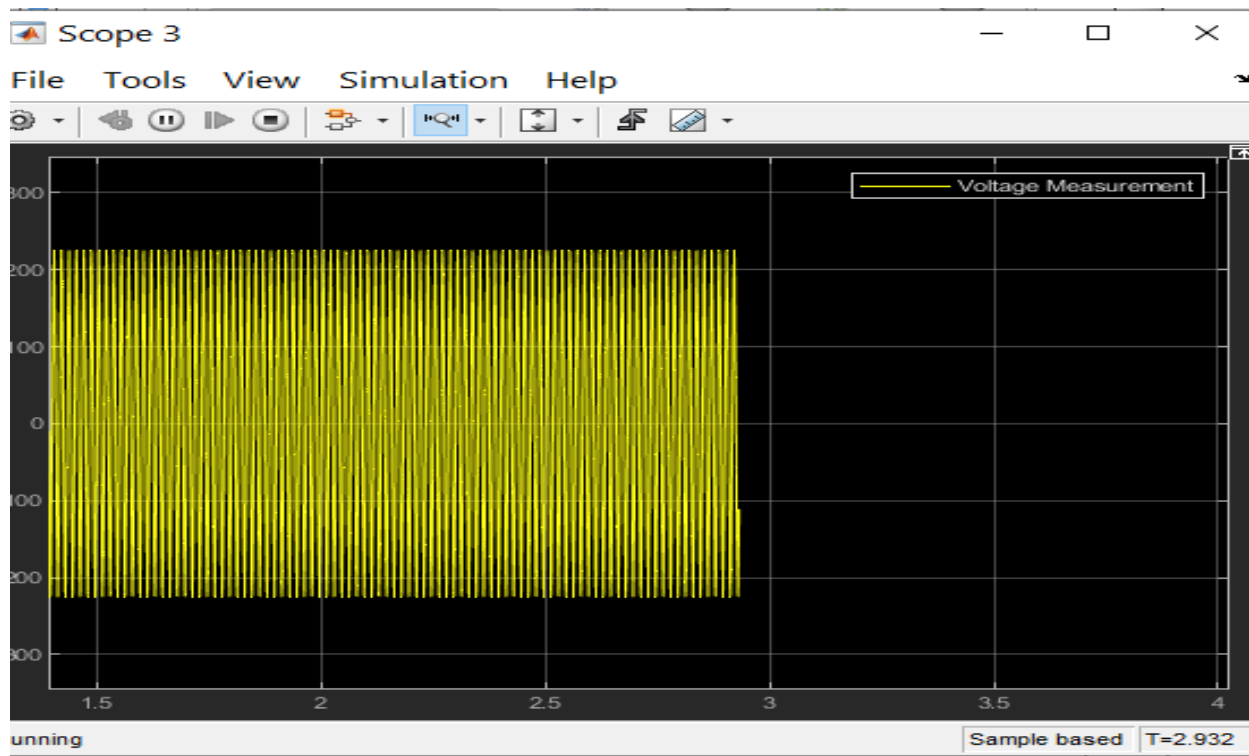 Scope 3
File Tools View Simulation Help
Voltage Measurement
300
200
100
0
100
200
300
1.5 2 2.5 3 3.5 4
unning Sample based T=2.932